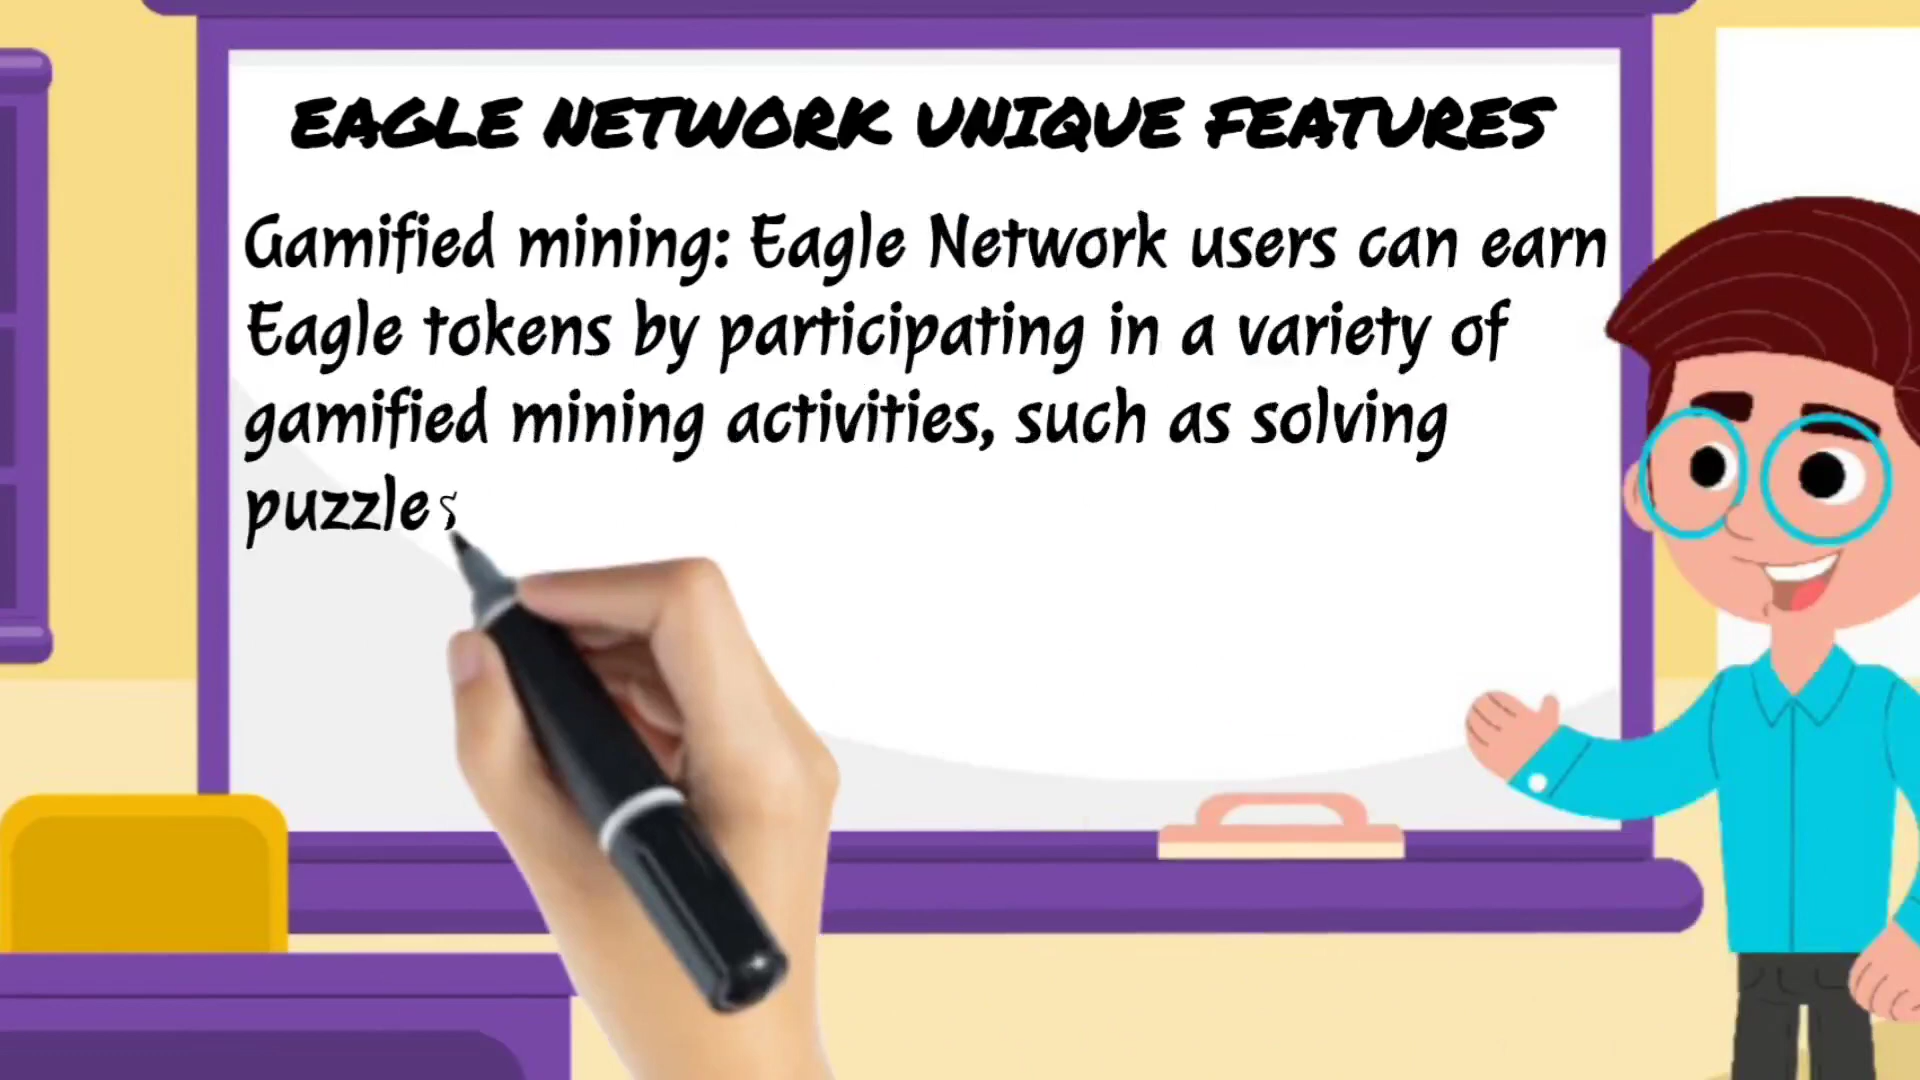 EAGLE NETWORK UNIQUE FEATURES
Gamified mining: Eagle Network users can earn
Eagle tokens by participating in a variety of
gamified mining activities, such as solving
puzzles